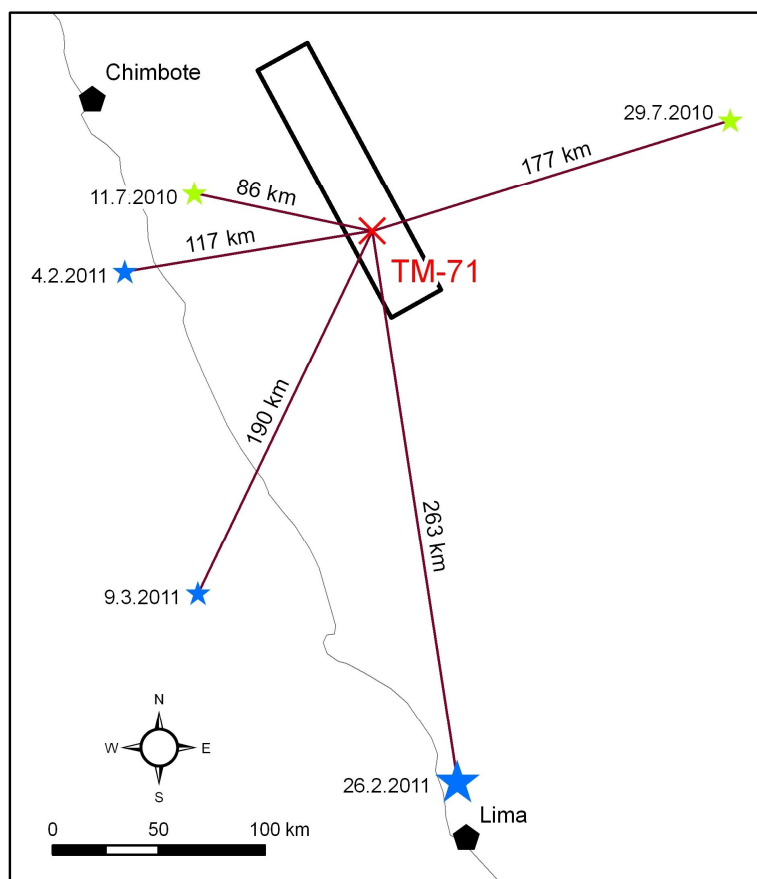 Chimbote
29.7.2010
177 km
11.7.2010
86 km
117 km
4.2.2011
TM-71
190 km
263 km
9.3.2011
N
W E
S
26.2.2011
Lima
0 50 100 km